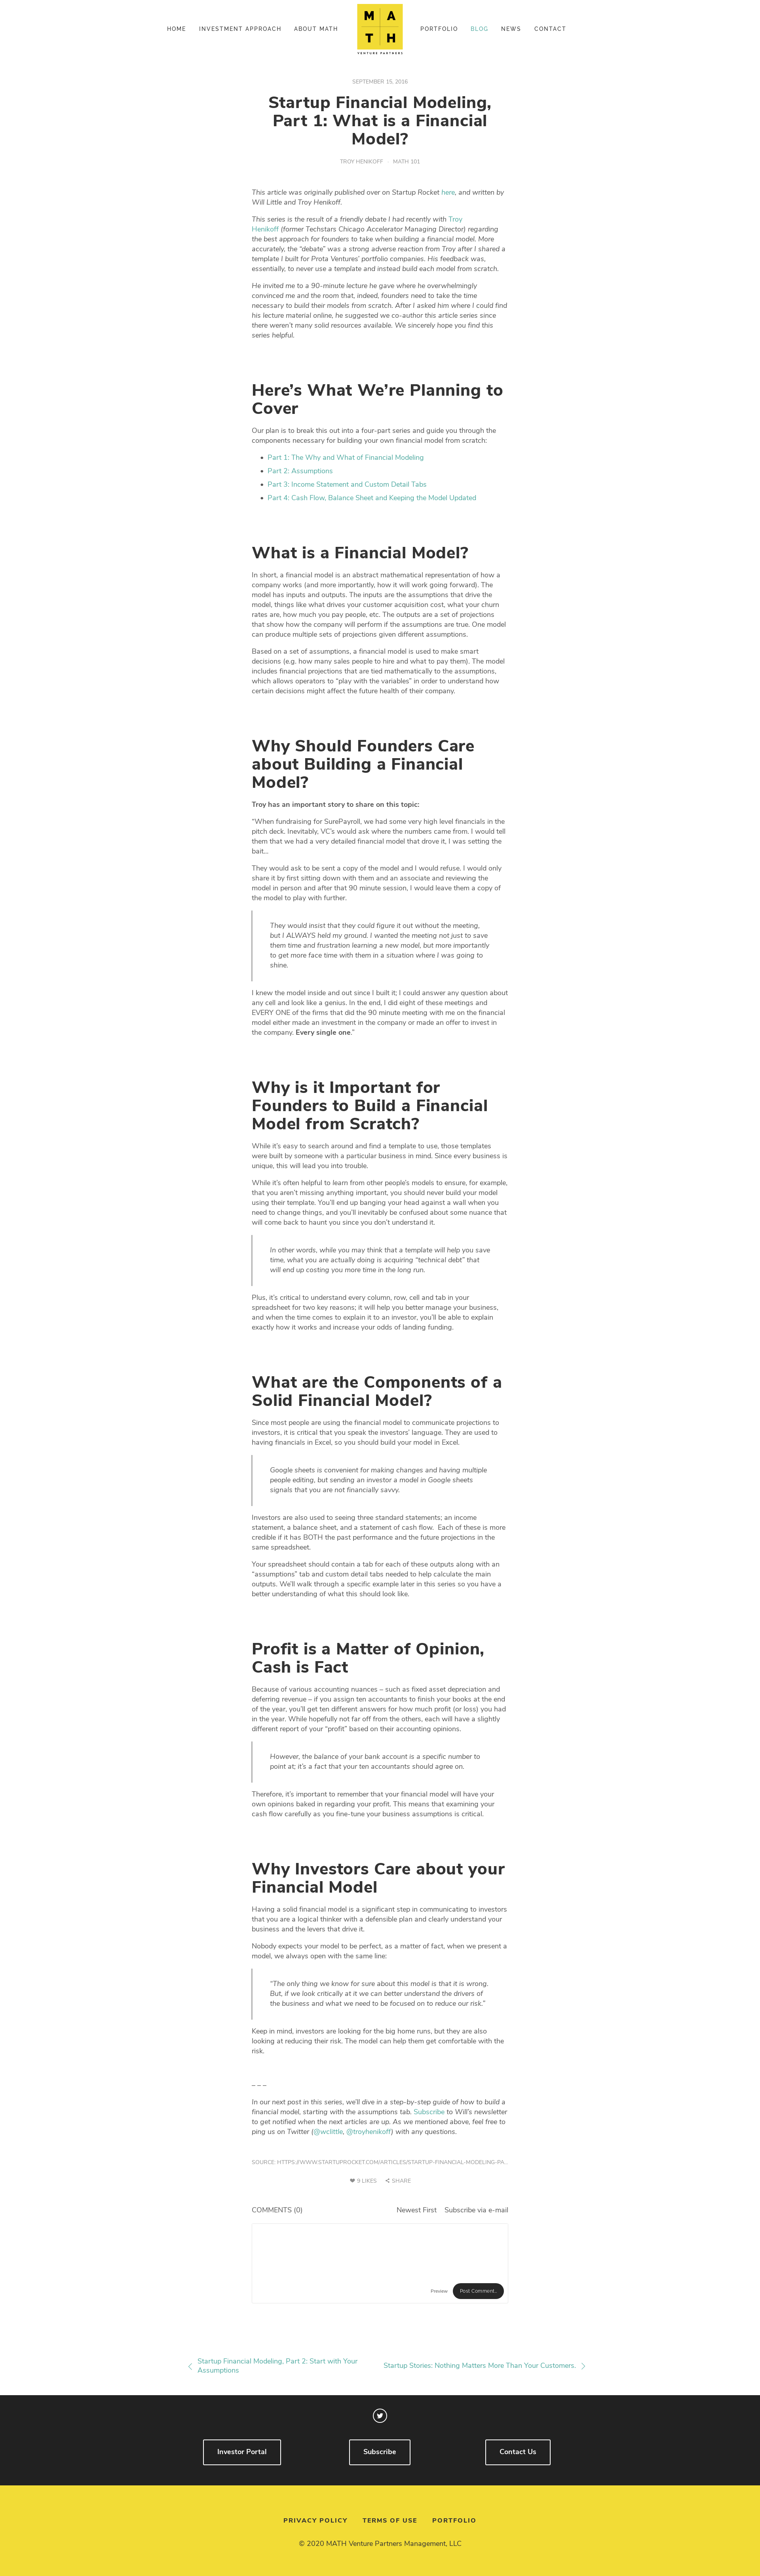 HOME
INVESTMENT APPROACH
ABOUT MATH
M A
T H
VENTURE PARTNERS
PORTFOLIO
BLOG
NEWS
CONTACT
SEPTEMBER 15, 2016
Startup Financial Modeling,
Part 1: What is a Financial
Model?
TROY HENIKOFF · MATH 101
This article was originally published over on Startup Rocket here, and written by
Will Little and Troy Henikoff.
This series is the result of a friendly debate I had recently with Troy
Henikoff (former Techstars Chicago Accelerator Managing Director) regarding
the best approach for founders to take when building a financial model. More
accurately, the “debate” was a strong adverse reaction from Troy after I shared a
template I built for Prota Ventures’ portfolio companies. His feedback was,
essentially, to never use a template and instead build each model from scratch.
He invited me to a 90-minute lecture he gave where he overwhelmingly
convinced me and the room that, indeed, founders need to take the time
necessary to build their models from scratch. After I asked him where I could find
his lecture material online, he suggested we co-author this article series since
there weren’t many solid resources available. We sincerely hope you find this
series helpful.
Here’s What We’re Planning to
Cover
Our plan is to break this out into a four-part series and guide you through the
components necessary for building your own financial model from scratch:
• Part 1: The Why and What of Financial Modeling
• Part 2: Assumptions
• Part 3: Income Statement and Custom Detail Tabs
• Part 4: Cash Flow, Balance Sheet and Keeping the Model Updated
What is a Financial Model?
In short, a financial model is an abstract mathematical representation of how a
company works (and more importantly, how it will work going forward). The
model has inputs and outputs. The inputs are the assumptions that drive the
model, things like what drives your customer acquisition cost, what your churn
rates are, how much you pay people, etc. The outputs are a set of projections
that show how the company will perform if the assumptions are true. One model
can produce multiple sets of projections given different assumptions.
Based on a set of assumptions, a financial model is used to make smart
decisions (e.g. how many sales people to hire and what to pay them). The model
includes financial projections that are tied mathematically to the assumptions,
which allows operators to “play with the variables” in order to understand how
certain decisions might affect the future health of their company.
Why Should Founders Care
about Building a Financial
Model?
Troy has an important story to share on this topic:
“When fundraising for SurePayroll, we had some very high level financials in the
pitch deck. Inevitably, VC’s would ask where the numbers came from. I would tell
them that we had a very detailed financial model that drove it, I was setting the
bait...
They would ask to be sent a copy of the model and I would refuse. I would only
share it by first sitting down with them and an associate and reviewing the
model in person and after that 90 minute session, I would leave them a copy of
the model to play with further.
They would insist that they could figure it out without the meeting,
but I ALWAYS held my ground. I wanted the meeting not just to save
them time and frustration learning a new model, but more importantly
to get more face time with them in a situation where I was going to
shine.
I knew the model inside and out since I built it; I could answer any question about
any cell and look like a genius. In the end, I did eight of these meetings and
EVERY ONE of the firms that did the 90 minute meeting with me on the financial
model either made an investment in the company or made an offer to invest in
the company. Every single one.”
Why is it Important for
Founders to Build a Financial
Model from Scratch?
While it’s easy to search around and find a template to use, those templates
were built by someone with a particular business in mind. Since every business is
unique, this will lead you into trouble.
While it’s often helpful to learn from other people’s models to ensure, for example,
that you aren’t missing anything important, you should never build your model
using their template. You’ll end up banging your head against a wall when you
need to change things, and you’ll inevitably be confused about some nuance that
will come back to haunt you since you don’t understand it.
In other words, while you may think that a template will help you save
time, what you are actually doing is acquiring “technical debt” that
will end up costing you more time in the long run.
Plus, it’s critical to understand every column, row, cell and tab in your
spreadsheet for two key reasons; it will help you better manage your business,
and when the time comes to explain it to an investor, you’ll be able to explain
exactly how it works and increase your odds of landing funding.
What are the Components of a
Solid Financial Model?
Since most people are using the financial model to communicate projections to
investors, it is critical that you speak the investors’ language. They are used to
having financials in Excel, so you should build your model in Excel.
Google sheets is convenient for making changes and having multiple
people editing, but sending an investor a model in Google sheets
signals that you are not financially savvy.
Investors are also used to seeing three standard statements; an income
statement, a balance sheet, and a statement of cash flow. Each of these is more
credible if it has BOTH the past performance and the future projections in the
same spreadsheet.
Your spreadsheet should contain a tab for each of these outputs along with an
“assumptions” tab and custom detail tabs needed to help calculate the main
outputs. We’ll walk through a specific example later in this series so you have a
better understanding of what this should look like.
Profit is a Matter of Opinion,
Cash is Fact
Because of various accounting nuances – such as fixed asset depreciation and
deferring revenue – if you assign ten accountants to finish your books at the end
of the year, you’ll get ten different answers for how much profit (or loss) you had
in the year. While hopefully not far off from the others, each will have a slightly
different report of your “profit” based on their accounting opinions.
However, the balance of your bank account is a specific number to
point at; it’s a fact that your ten accountants should agree on.
Therefore, it’s important to remember that your financial model will have your
own opinions baked in regarding your profit. This means that examining your
cash flow carefully as you fine-tune your business assumptions is critical.
Why Investors Care about your
Financial Model
Having a solid financial model is a significant step in communicating to investors
that you are a logical thinker with a defensible plan and clearly understand your
business and the levers that drive it.
Nobody expects your model to be perfect, as a matter of fact, when we present a
model, we always open with the same line:
“The only thing we know for sure about this model is that it is wrong.
But, if we look critically at it we can better understand the drivers of
the business and what we need to be focused on to reduce our risk.”
Keep in mind, investors are looking for the big home runs, but they are also
looking at reducing their risk. The model can help them get comfortable with the
risk.
– – –
In our next post in this series, we’ll dive in a step-by-step guide of how to build a
financial model, starting with the assumptions tab. Subscribe to Will’s newsletter
to get notified when the next articles are up. As we mentioned above, feel free to
ping us on Twitter (@wclittle, @troyhenikoff) with any questions.
SOURCE: HTTPS://WWW.STARTUPROCKET.COM/ARTICLES/STARTUP-FINANCIAL-MODELING-PA...
9 LIKES SHARE
COMMENTS (0)
Newest First Subscribe via e-mail
Preview Post Comment…
Startup Financial Modeling, Part 2: Start with Your
Assumptions
Startup Stories: Nothing Matters More Than Your Customers.
Investor Portal
Subscribe
Contact Us
PRIVACY POLICY TERMS OF USE PORTFOLIO
© 2020 MATH Venture Partners Management, LLC